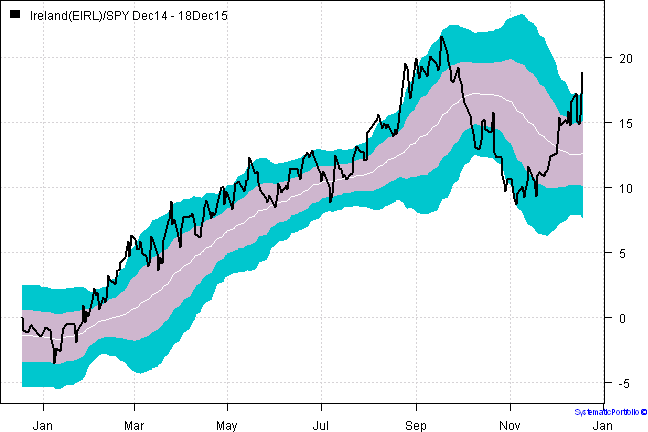 Ireland(EIRL)/SPY Dec14 - 18Dec15
20
15
10
5
0
-5
SystematicPortfolio ©
Jan Mar May Jul Sep Nov Jan